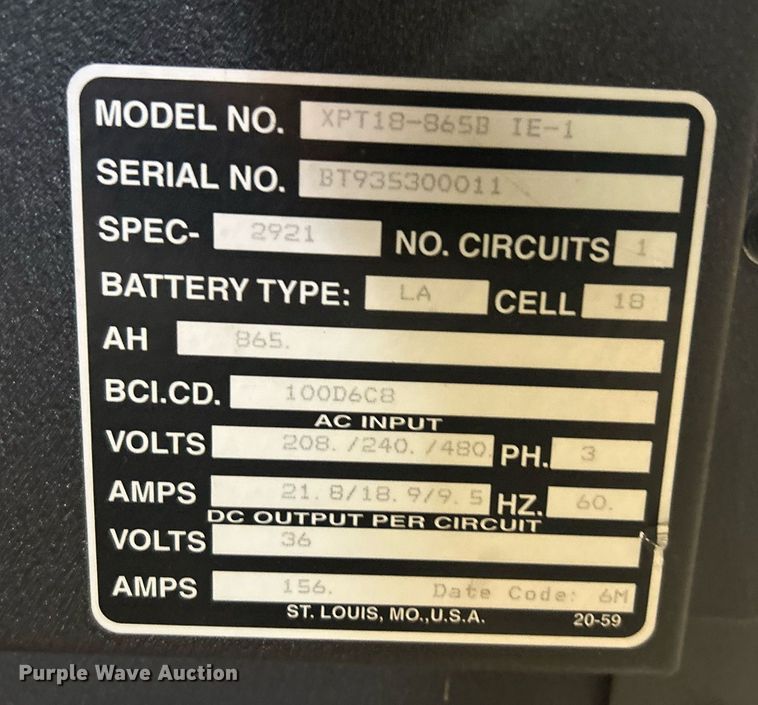 MODEL NO. XPT18-865B IE-1
SERIAL NO. BT935300011
SPEC- 2921 NO. CIRCUITS 1
BATTERY TYPE: LA CELL 18
AH 865.
BCI.CD. 100D6C8
AC INPUT
VOLTS 208./240./480. PH. 3
AMPS 21.8/18.9/9.5 HZ. 60.
DC OUTPUT PER CIRCUIT
VOLTS 36
AMPS 156. Date Code: 6M
ST. LOUIS, MO.,U.S.A. 20-59
Purple Wave Auction